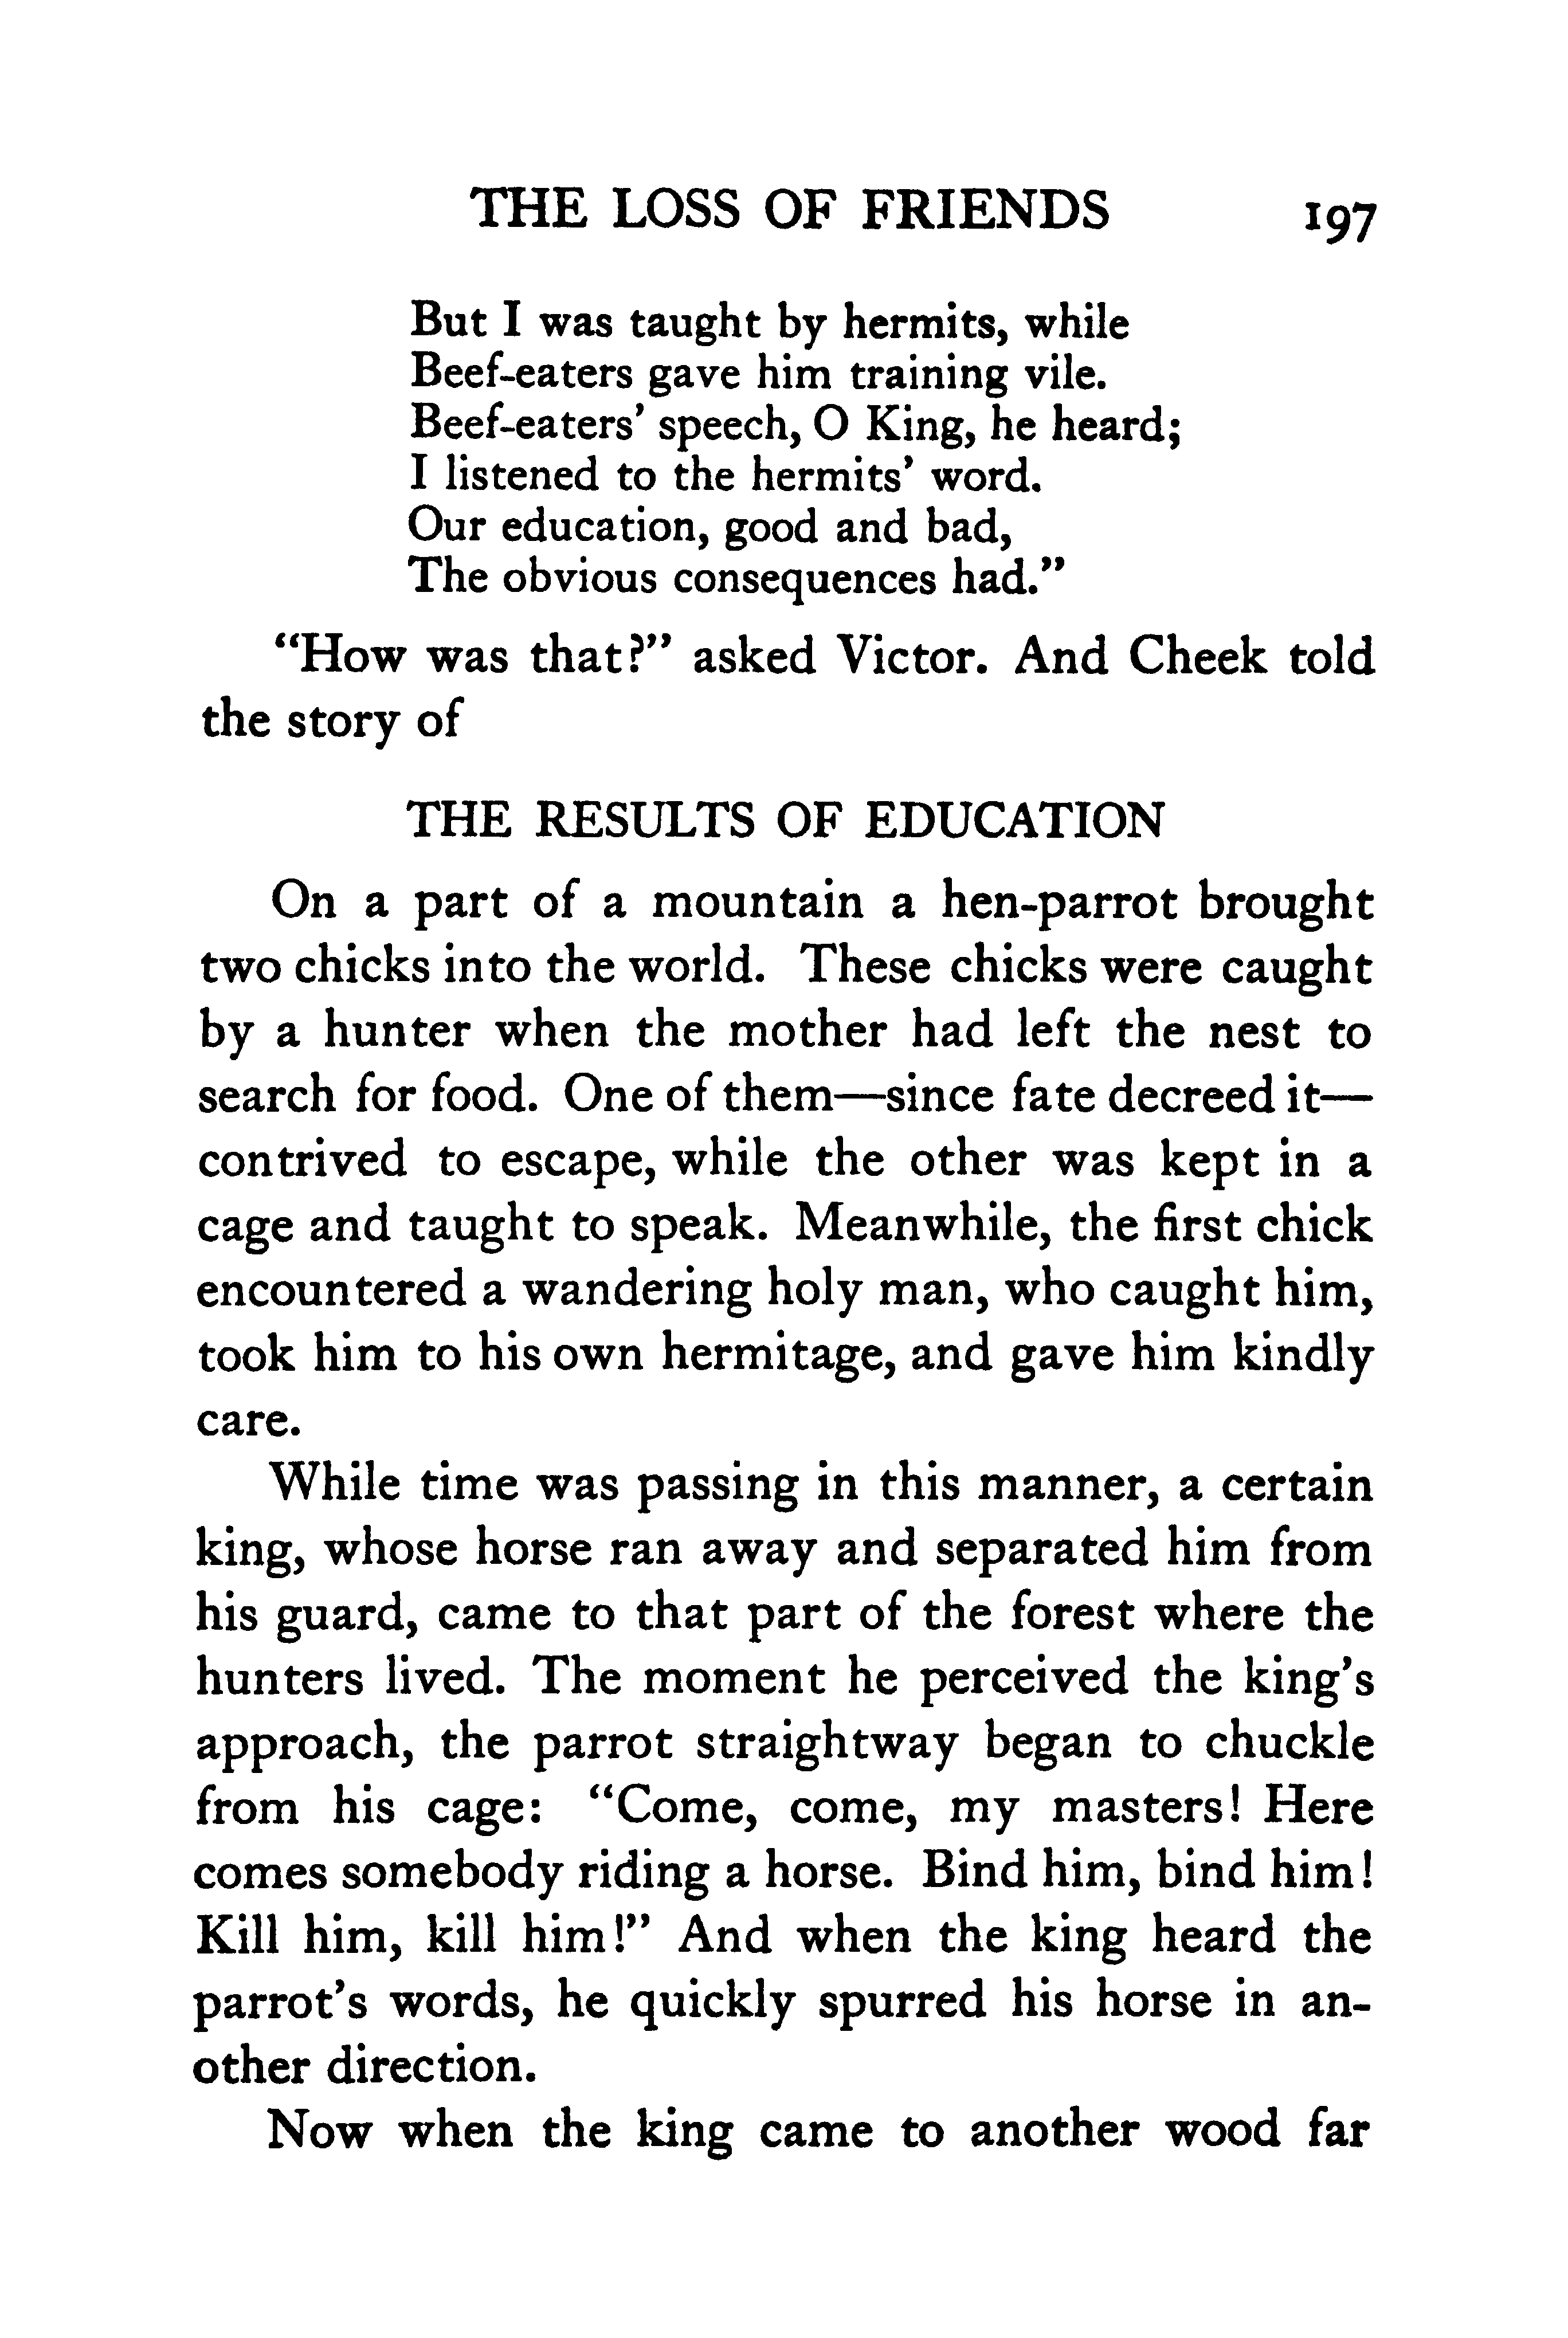 THE LOSS OF FRIENDS 197
But I was taught by hermits, while
Beef-eaters gave him training vile.
Beef-eaters’ speech, O King, he heard;
I listened to the hermits’ word.
Our education, good and bad,
The obvious consequences had.”
“How was that?” asked Victor. And Cheek told
the story of
THE RESULTS OF EDUCATION
On a part of a mountain a hen-parrot brought
two chicks into the world. These chicks were caught
by a hunter when the mother had left the nest to
search for food. One of them—since fate decreed it—
contrived to escape, while the other was kept in a
cage and taught to speak. Meanwhile, the first chick
encountered a wandering holy man, who caught him,
took him to his own hermitage, and gave him kindly
care.
While time was passing in this manner, a certain
king, whose horse ran away and separated him from
his guard, came to that part of the forest where the
hunters lived. The moment he perceived the king’s
approach, the parrot straightway began to chuckle
from his cage: “Come, come, my masters! Here
comes somebody riding a horse. Bind him, bind him!
Kill him, kill him!” And when the king heard the
parrot’s words, he quickly spurred his horse in an-
other direction.
Now when the king came to another wood far